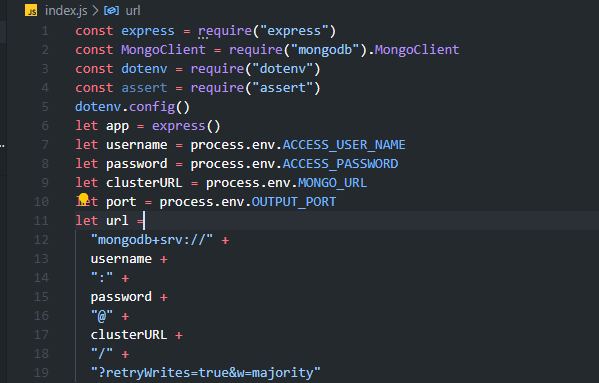 JS index.js > url
1 const express = require("express")
2 const MongoClient = require("mongodb").MongoClient
3 const dotenv = require("dotenv")
4 const assert = require("assert")
5 dotenv.config()
6 let app = express()
7 let username = process.env.ACCESS_USER_NAME
8 let password = process.env.ACCESS_PASSWORD
9 let clusterURL = process.env.MONGO_URL
10 let port = process.env.OUTPUT_PORT
11 let url =
12 "mongodb+srv://" +
13 username +
14 ":" +
15 password +
16 "@" +
17 clusterURL +
18 "/" +
19 "?retryWrites=true&w=majority"